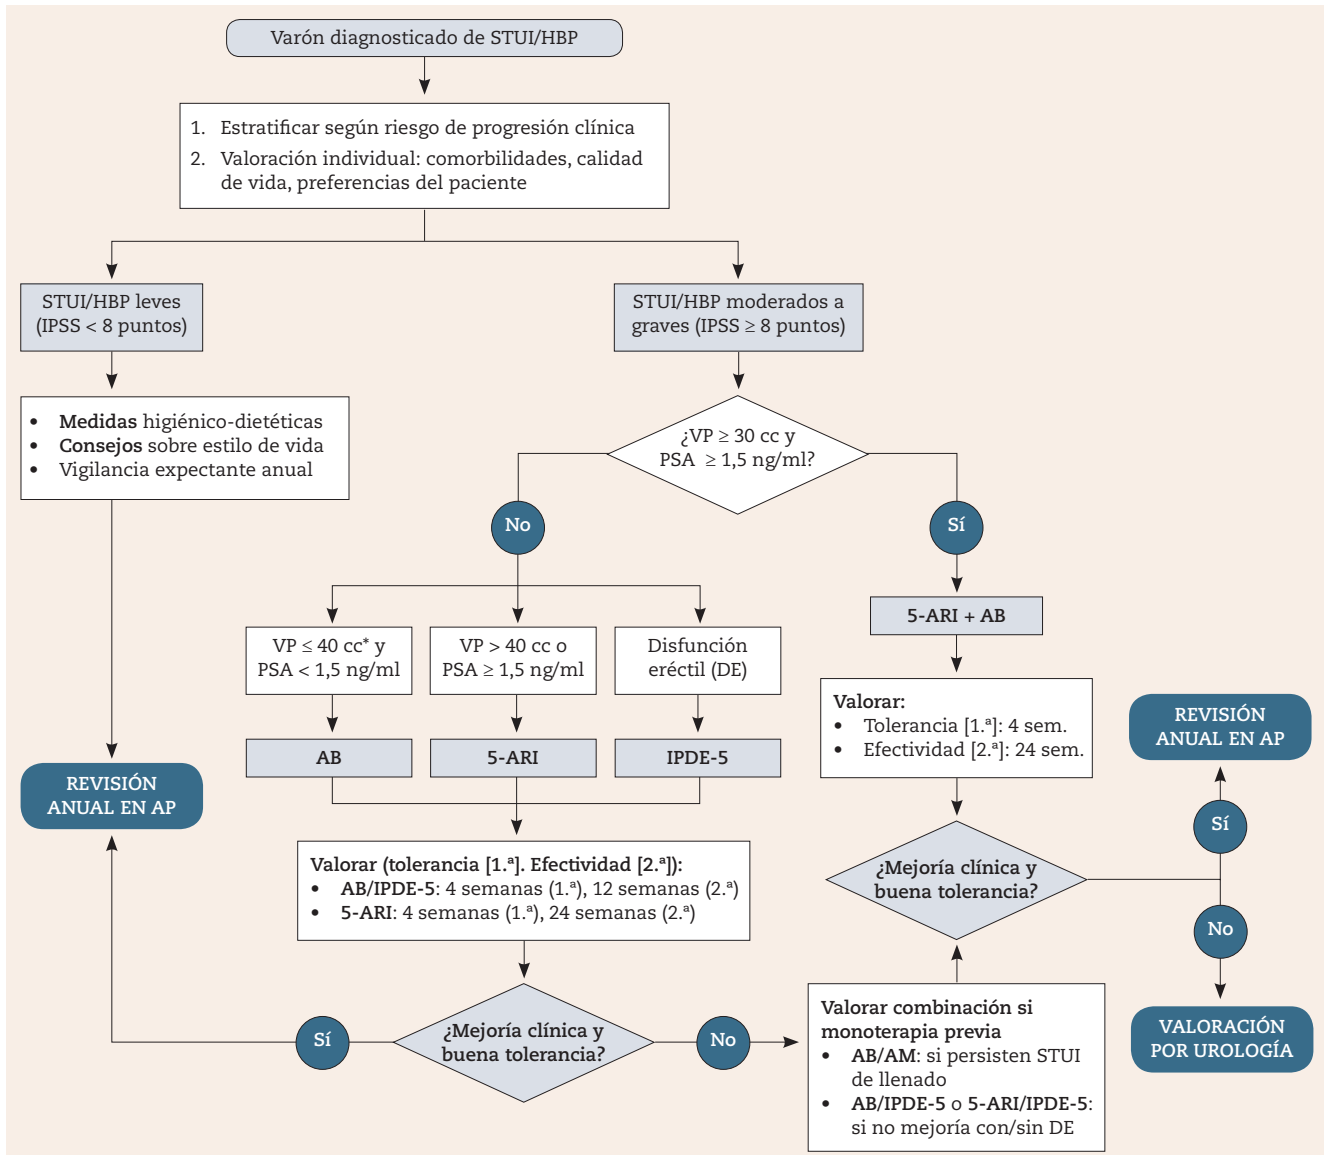 Varón diagnosticado de STUI/HBP
1. Estratificar según riesgo de progresión clínica
2. Valoración individual: comorbilidades, calidad
de vida, preferencias del paciente
STUI/HBP leves
(IPSS < 8 puntos)
STUI/HBP moderados a
graves (IPSS ≥ 8 puntos)
• Medidas higiénico-dietéticas
• Consejos sobre estilo de vida
• Vigilancia expectante anual
¿VP ≥ 30 cc y
PSA ≥ 1,5 ng/ml?
No
Sí
VP ≤ 40 cc* y
PSA < 1,5 ng/ml
VP > 40 cc o
PSA ≥ 1,5 ng/ml
Disfunción
eréctil (DE)
5-ARI + AB
AB
5-ARI
IPDE-5
Valorar:
• Tolerancia [1.ª]: 4 sem.
• Efectividad [2.ª]: 24 sem.
REVISIÓN
ANUAL EN AP
REVISIÓN
ANUAL EN AP
Valorar (tolerancia [1.ª]. Efectividad [2.ª]):
• AB/IPDE-5: 4 semanas (1.ª), 12 semanas (2.ª)
• 5-ARI: 4 semanas (1.ª), 24 semanas (2.ª)
¿Mejoría clínica y
buena tolerancia?
Sí
No
¿Mejoría clínica y
buena tolerancia?
Sí
No
Valorar combinación si
monoterapia previa
• AB/AM: si persisten STUI
de llenado
• AB/IPDE-5 o 5-ARI/IPDE-5:
si no mejoría con/sin DE
VALORACIÓN
POR UROLOGÍA